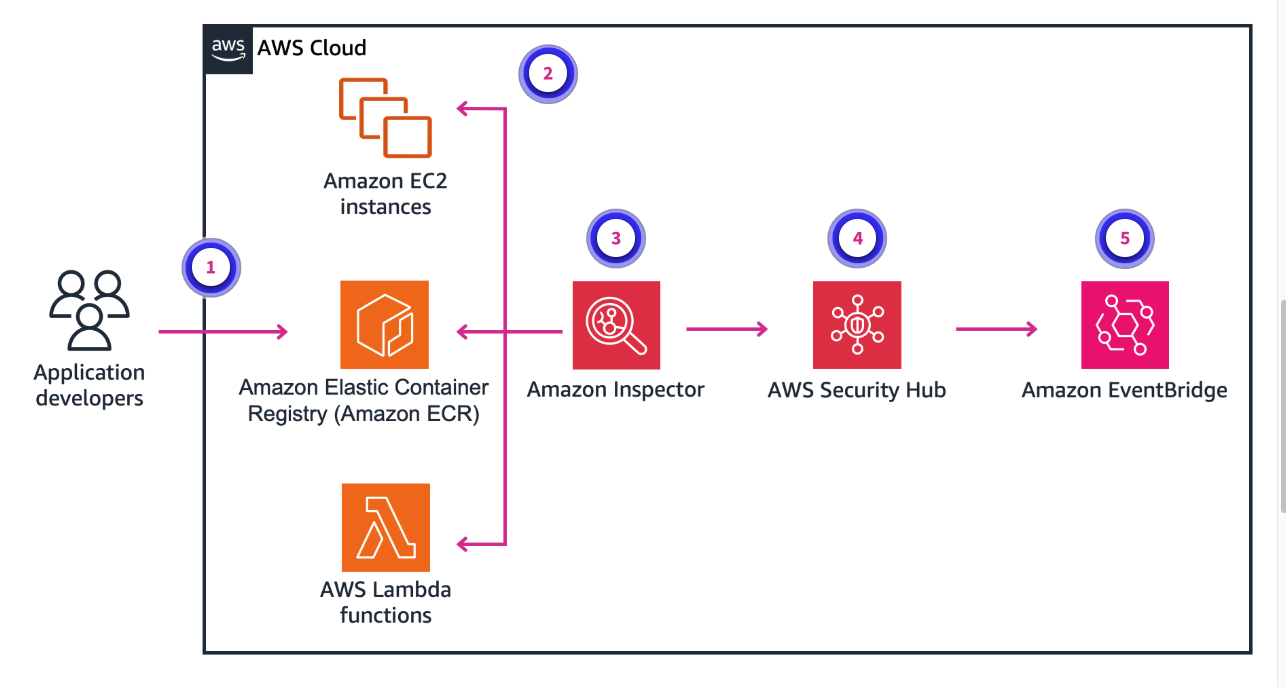 aws
AWS Cloud
2
Amazon EC2
instances
1
3
4
5
Application
developers
Amazon Elastic Container
Registry (Amazon ECR)
Amazon Inspector
AWS Security Hub
Amazon EventBridge
AWS Lambda
functions